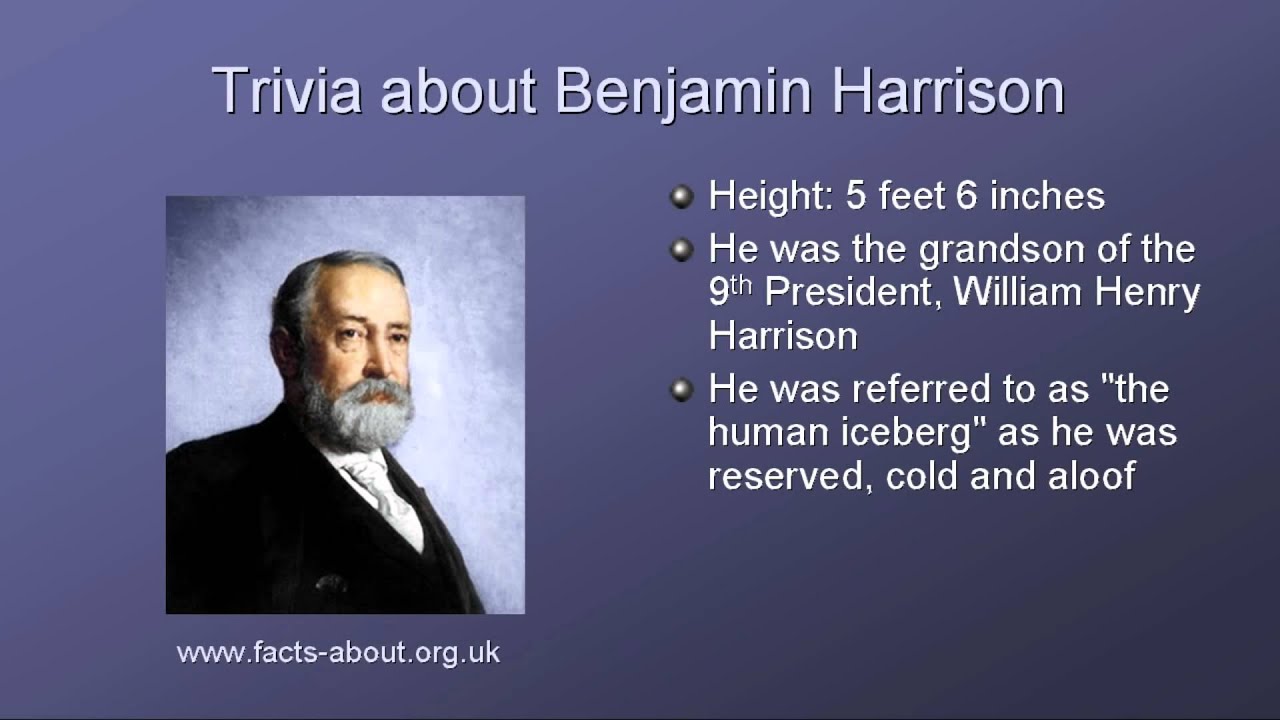 Trivia about Benjamin Harrison
Height: 5 feet 6 inches
He was the grandson of the
9th President, William Henry
Harrison
He was referred to as "the
human iceberg" as he was
reserved, cold and aloof
www.facts-about.org.uk